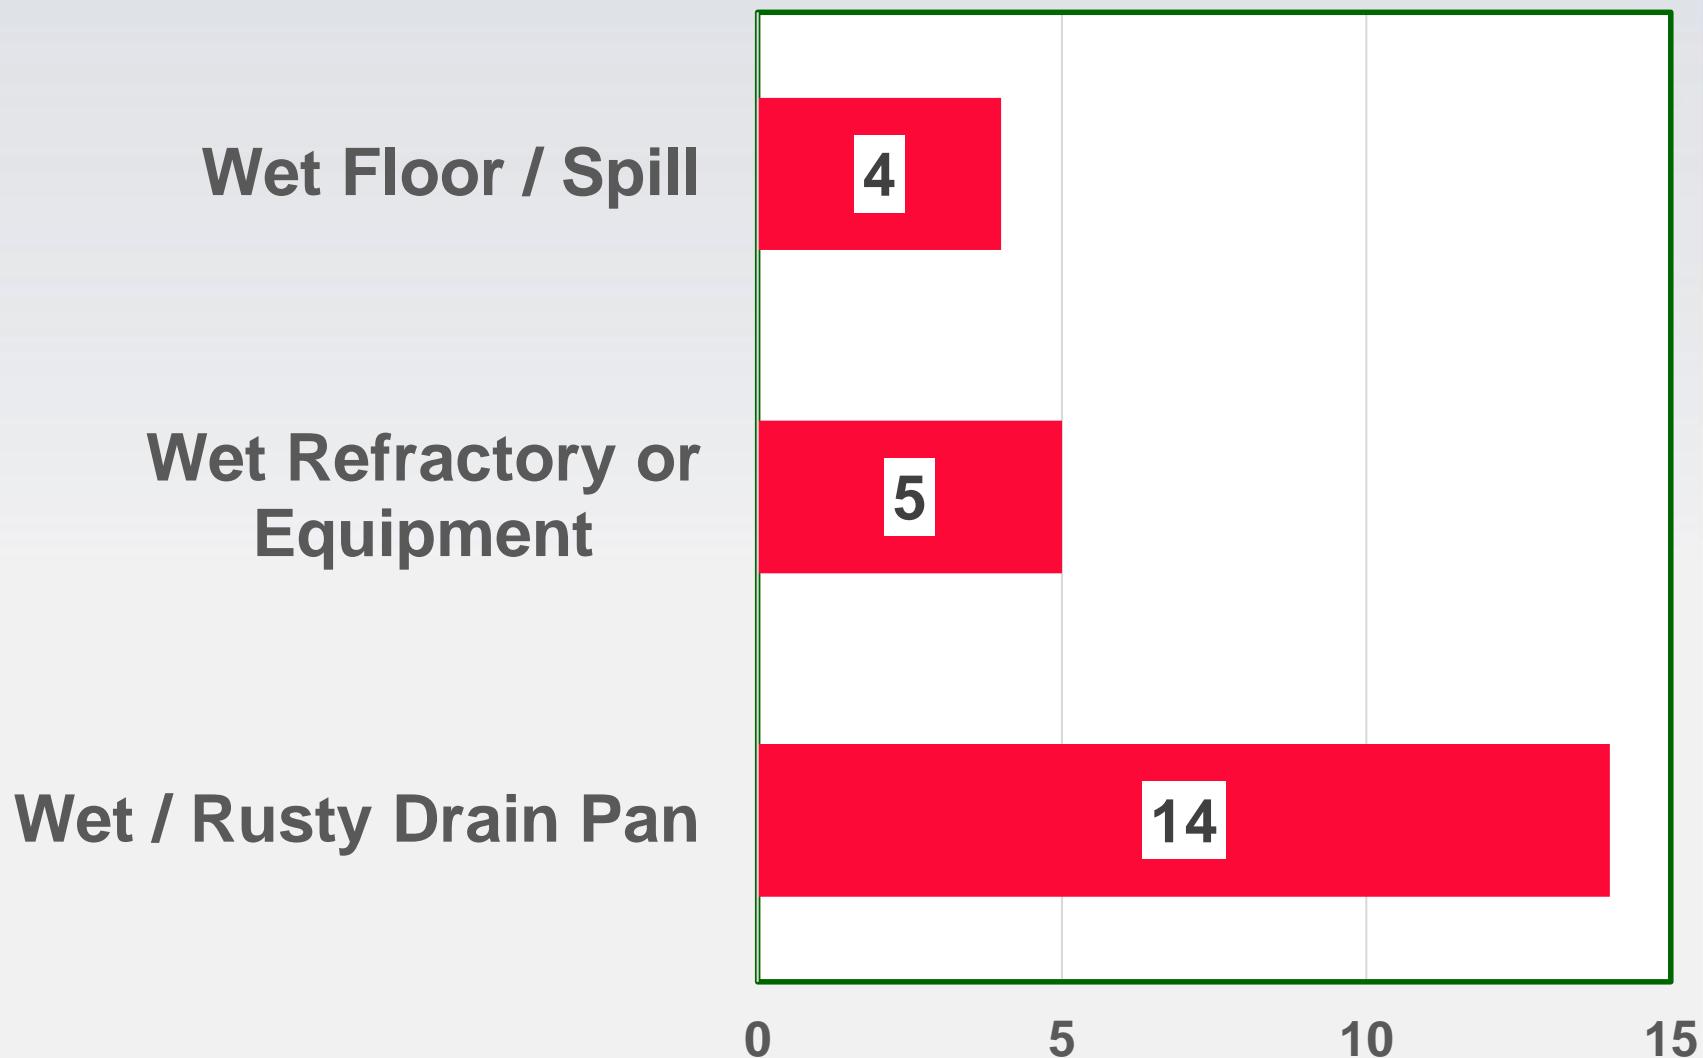 Wet Floor / Spill
4
Wet Refractory or
Equipment
5
Wet / Rusty Drain Pan
14
0 5 10 15